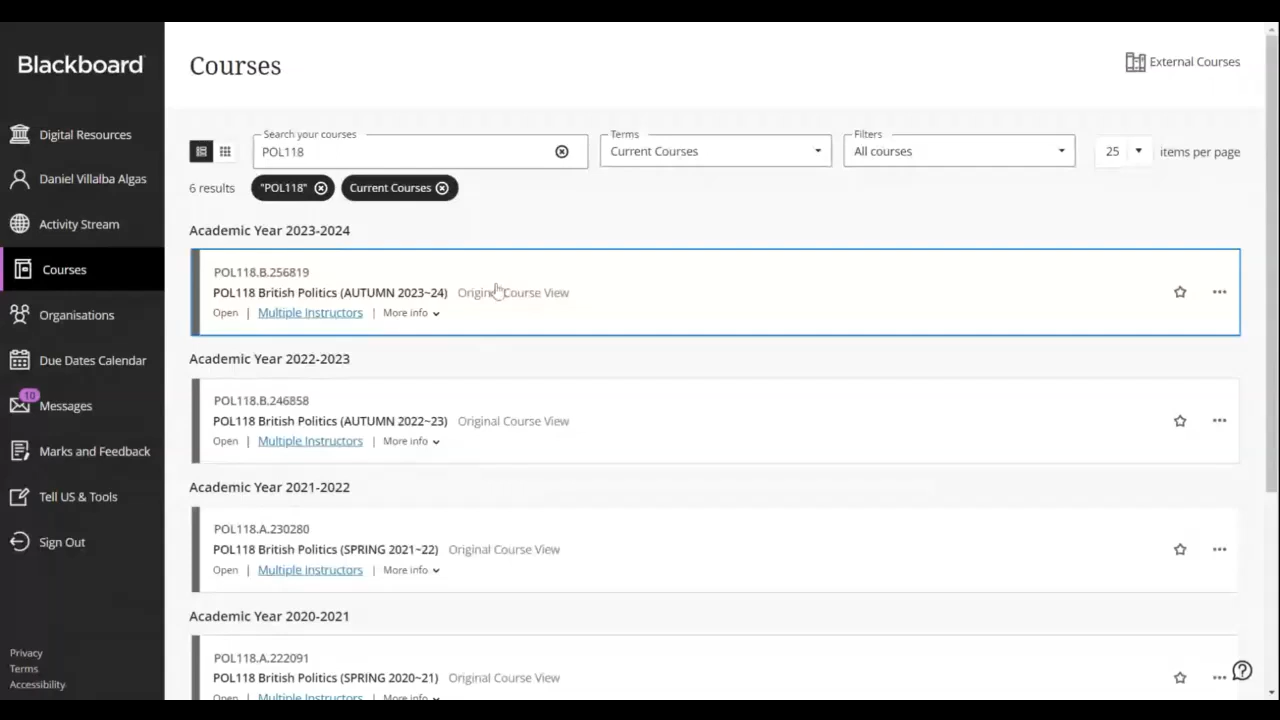 Blackboard
Digital Resources
Daniel Villalba Algas
Activity Stream
Courses
Organisations
Due Dates Calendar
10
Messages
Marks and Feedback
Tell US & Tools
Sign Out
Privacy
Terms
Accessibility
Courses
External Courses
Search your courses
POL118
Terms
Current Courses
Filters
All courses
25 items per page
6 results "POL118" Current Courses
Academic Year 2023-2024
POL118.B.256819
POL118 British Politics (AUTUMN 2023~24) Original Course View
Open | Multiple Instructors | More info
Academic Year 2022-2023
POL118.B.246858
POL118 British Politics (AUTUMN 2022~23) Original Course View
Open | Multiple Instructors | More info
Academic Year 2021-2022
POL118.A.230280
POL118 British Politics (SPRING 2021~22) Original Course View
Open | Multiple Instructors | More info
Academic Year 2020-2021
POL118.A.222091
POL118 British Politics (SPRING 2020~21) Original Course View
Open | Multiple Instructors | More info